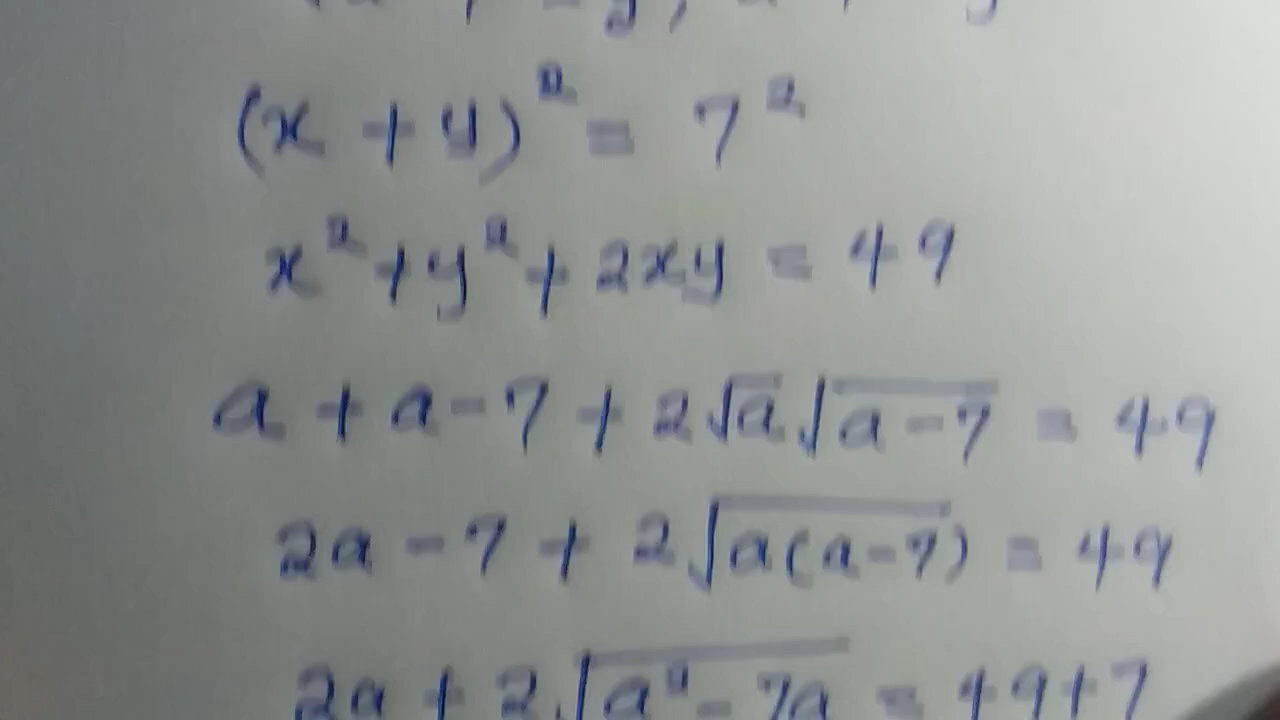 (x + y)² = 7²
x² + y² + 2xy = 49
a + a - 7 + 2√a √(a - 7) = 49
2a - 7 + 2√(a(a - 7)) = 49
2a + 2√(a² - 7a) = 49 + 7